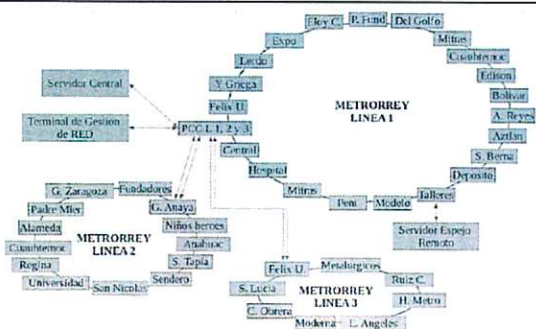 Eloy C.
P. Fund
Del Golfo
Expo
Mitras
Lerdo
Cuauhtemoc
Edison
Y Griega
Bolivar
Felix U.
A. Reyes
METRORREY
LINEA 1
Aztlan
Central
S. Berna
Hospital
Deposito
Mitras
Peni
Modelo
Talleres
Servidor Central
Terminal de Gestión
de RED
PCC L 1, 2 y 3
Servidor Espejo
Remoto
G. Zaragoza
Fundadores
G. Anaya
Padre Mier
Niños heroes
Alameda
METRORREY
LINEA 2
Anahuac
Cuauhtemoc
S. Tapia
Regina
Sendero
Universidad
San Nicolas
Felix U.
Metalurgicos
Ruiz C.
S. Lucia
METRORREY
LINEA 3
H. Metro
C. Obrera
Moderna
L. Angeles